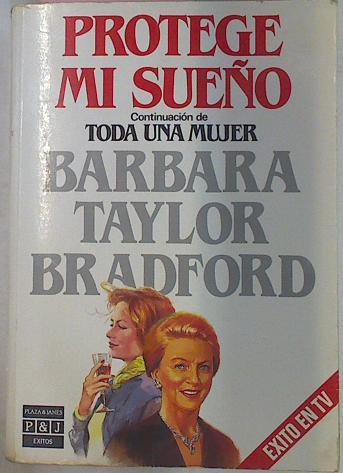 PROTEGE
MI SUEÑO
Continuación de
TODA UNA MUJER
BARBARA
TAYLOR
BRADFORD
PLAZA & JANES
P&J
EXITOS
EXITO EN TV